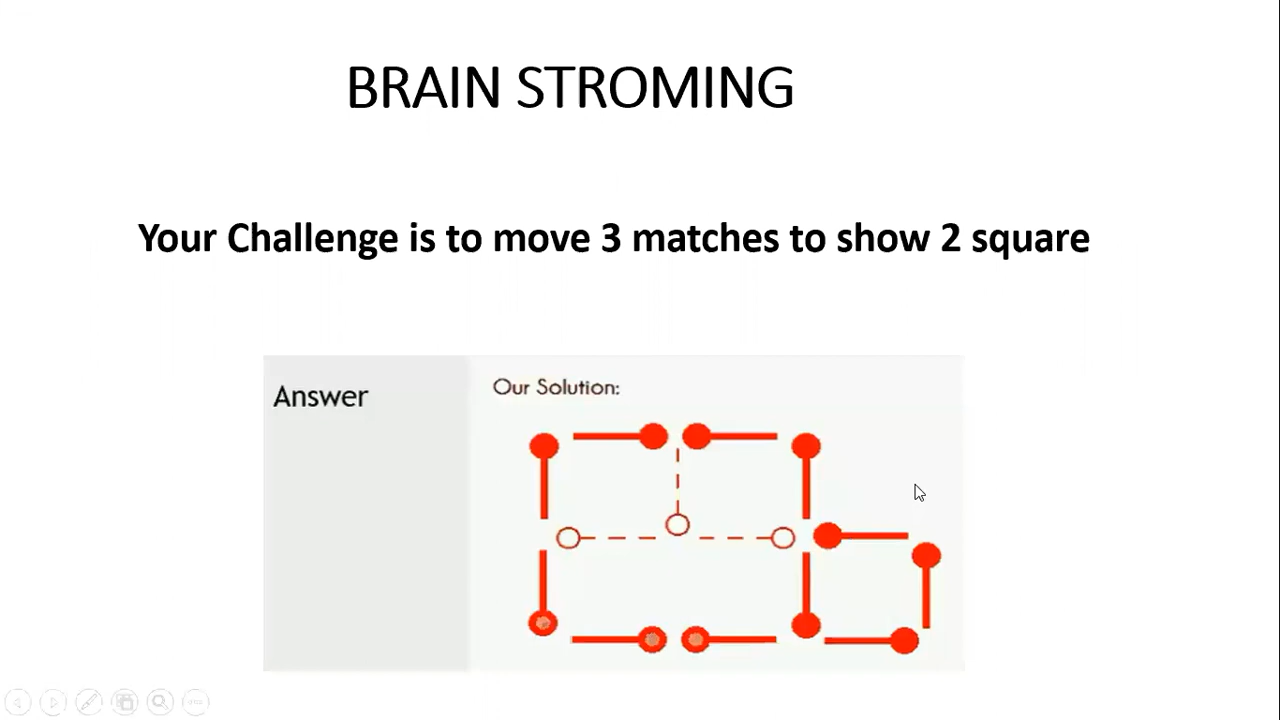 BRAIN STROMING
Your Challenge is to move 3 matches to show 2 square
Answer
Our Solution: